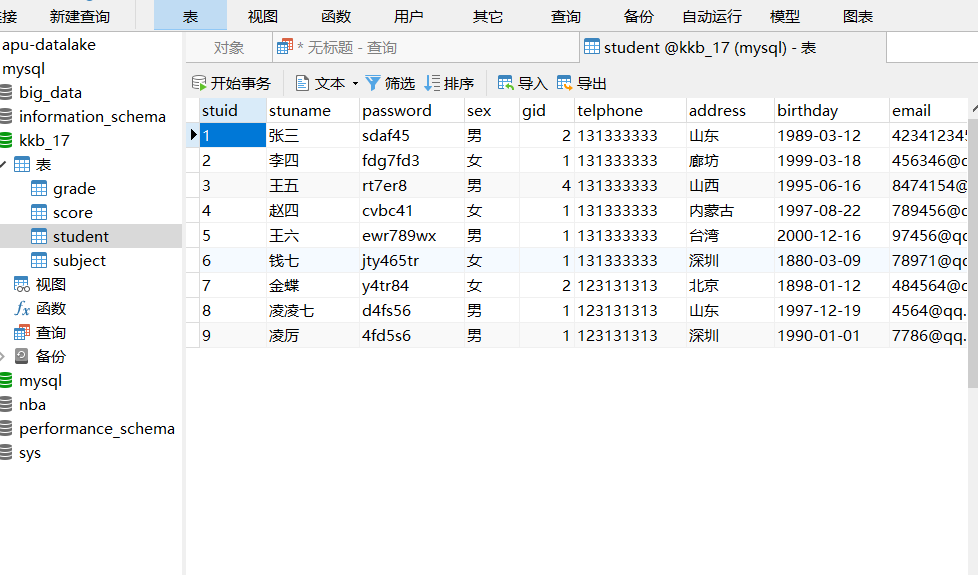 接 新建查询 表 视图 函数 用户 其它 查询 备份 自动运行 模型 图表
apu-datalake
mysql
big_data
information_schema
kkb_17
表
grade
score
student
subject
视图
fx 函数
查询
备份
mysql
nba
performance_schema
sys
对象 * 无标题 - 查询 student @kkb_17 (mysql) - 表
开始事务 文本 筛选 排序 导入 导出
stuid stuname password sex gid telphone address birthday email
1 张三 sdaf45 男 2 131333333 山东 1989-03-12 423412345
2 李四 fdg7fd3 女 1 131333333 廊坊 1999-03-18 456346@q
3 王五 rt7er8 男 4 131333333 山西 1995-06-16 8474154@
4 赵四 cvbc41 女 1 131333333 内蒙古 1997-08-22 789456@q
5 王六 ewr789wx 男 1 131333333 台湾 2000-12-16 97456@qq
6 钱七 jty465tr 女 1 131333333 深圳 1880-03-09 78971@qq
7 金蝶 y4tr84 女 2 123131313 北京 1898-01-12 484564@q
8 凌凌七 d4fs56 男 1 123131313 山东 1997-12-19 4564@qq.
9 凌厉 4fd5s6 男 1 123131313 深圳 1990-01-01 7786@qq.